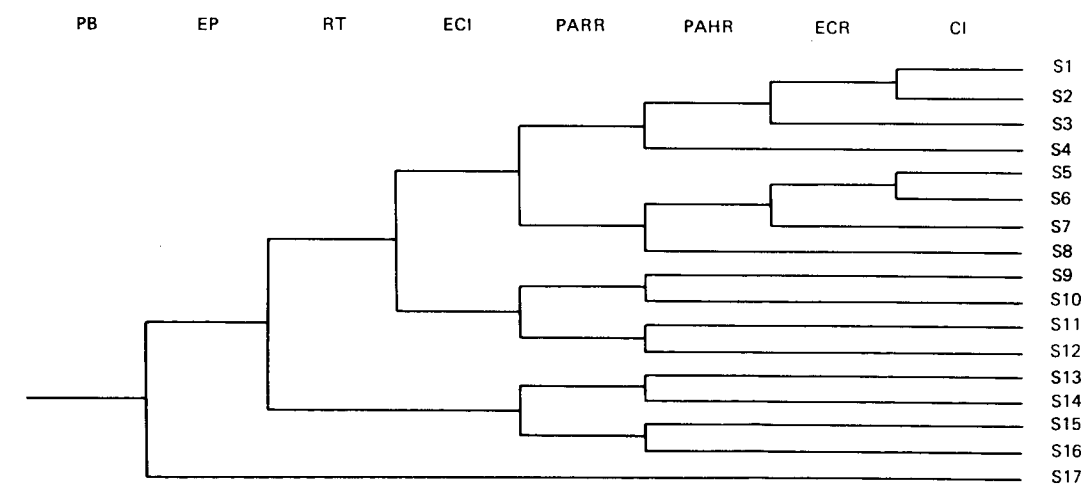 PB EP RT ECI PARR PAHR ECR CI
S1
S2
S3
S4
S5
S6
S7
S8
S9
S10
S11
S12
S13
S14
S15
S16
S17